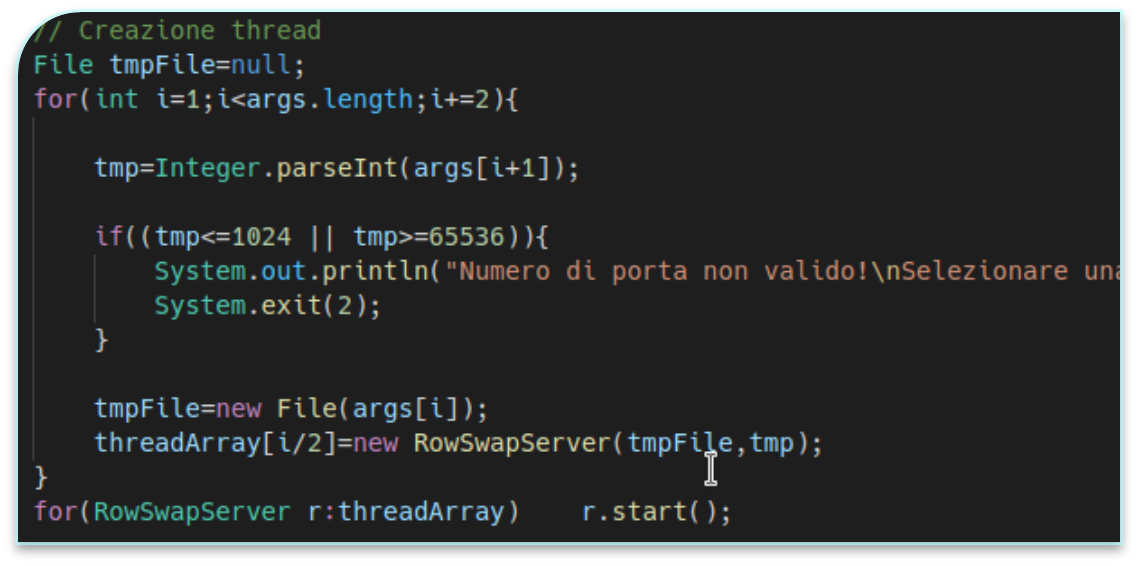 // Creazione thread
File tmpFile=null;
for(int i=1;i<args.length;i+=2){
tmp=Integer.parseInt(args[i+1]);
if((tmp<=1024 || tmp>=65536)){
System.out.println("Numero di porta non valido!\nSelezionare una
System.exit(2);
}
tmpFile=new File(args[i]);
threadArray[i/2]=new RowSwapServer(tmpFile,tmp);
}
for(RowSwapServer r:threadArray)    r.start();